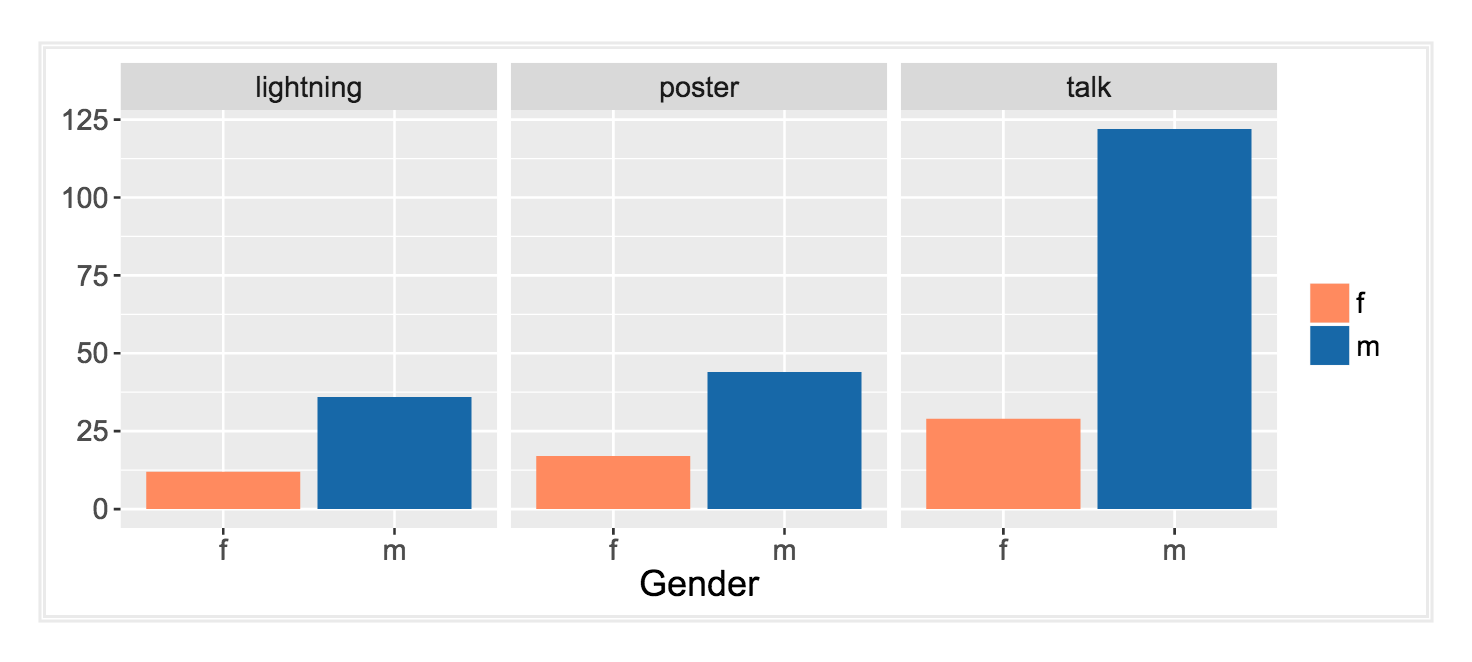 lightning poster talk
125
100
75
50
25
0
f m f m f m
Gender
f
m